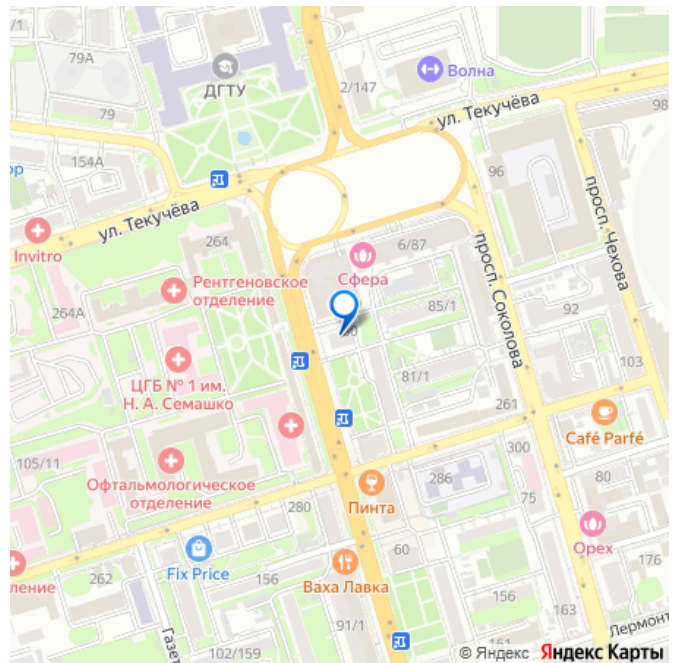 /1
79А
ДГТУ
2/147
Волна
79
ул. Текучёва
98
154А
ор
96
ул. Текучёва
Invitro
264
6/87
просп. Чехова
просп. Соколова
Сфера
Рентгеновское
отделение
264А
85/1
92
ЦГБ № 1 им.
Н. А. Семашко
81/1
103
261
Café Parfé
105/11
300
Офтальмологическое
отделение
286
80
75
280
Пинта
Орех
60
176
262
Fix Price
156
ление
Ваха Лавка
156
163
91/1
Лермонт
Газет
102/159
161
© Яндекс Яндекс Карты